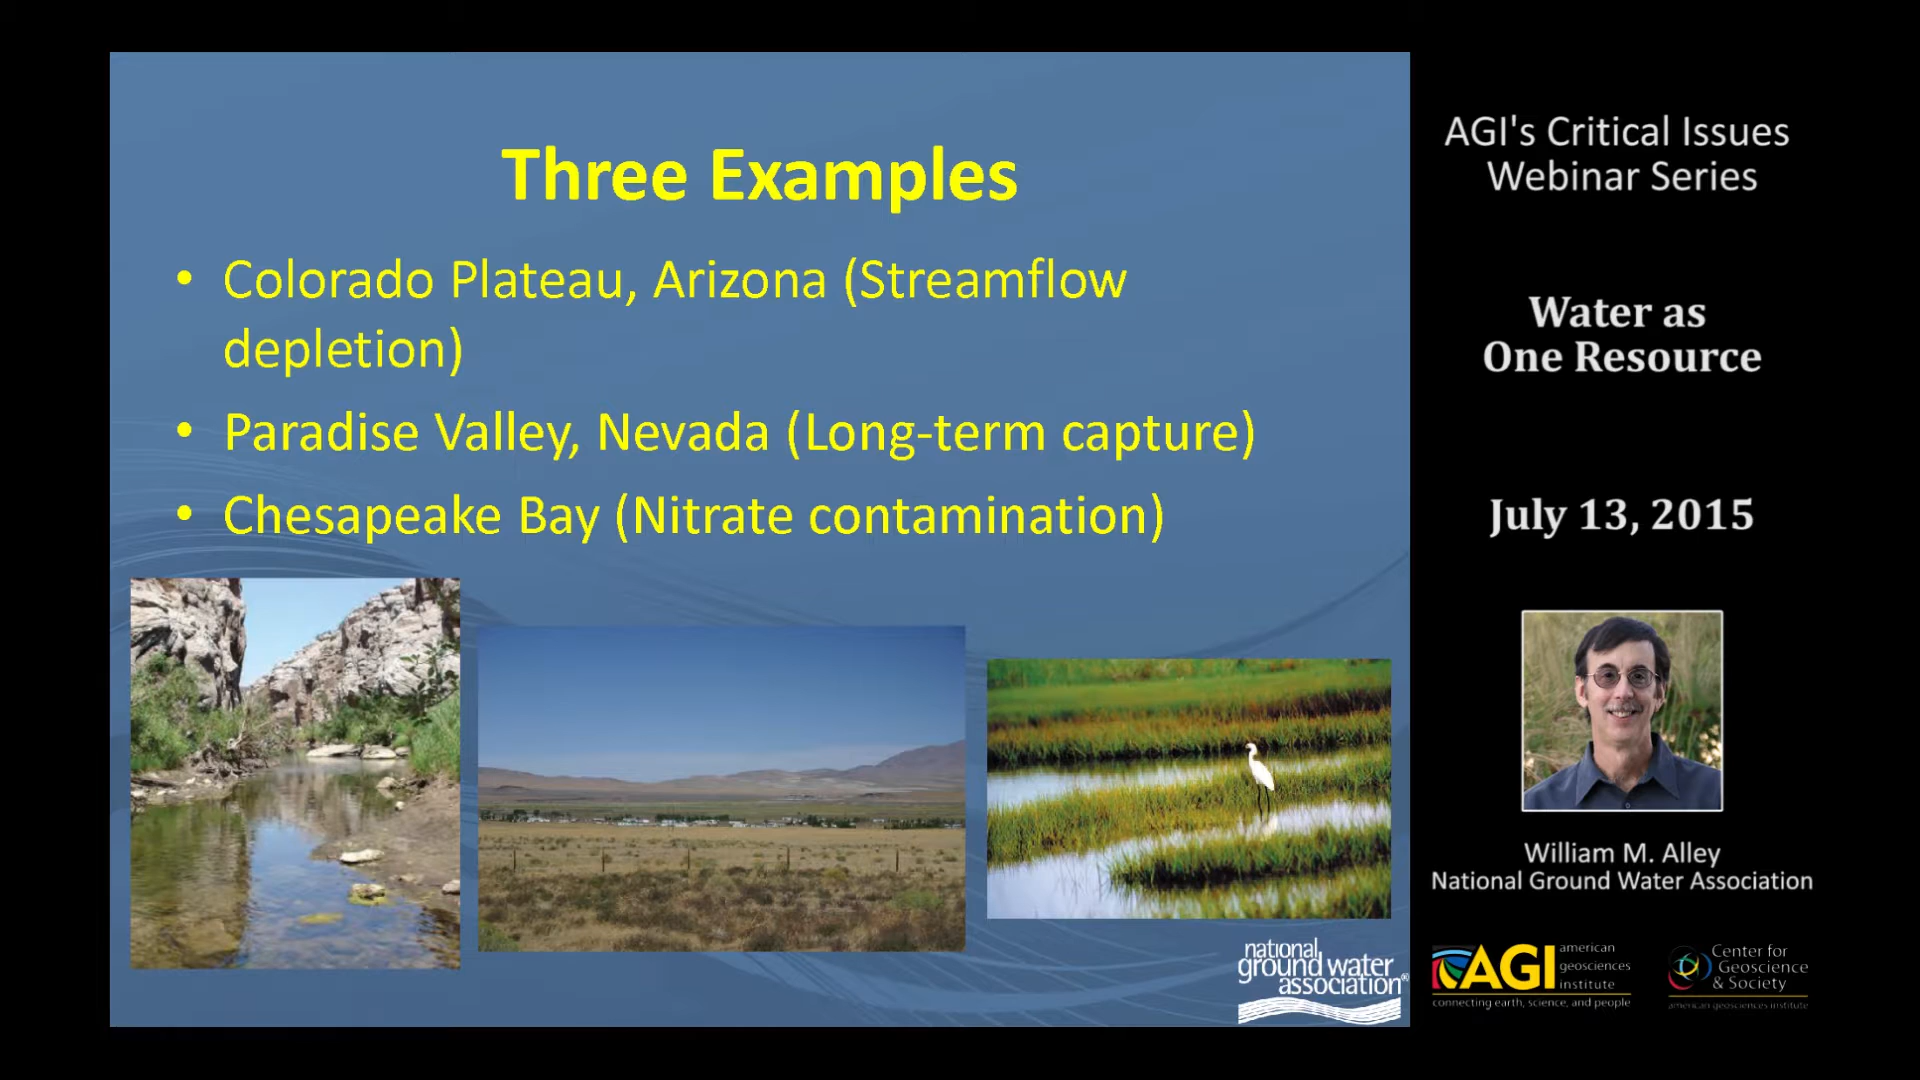 Three Examples
• Colorado Plateau, Arizona (Streamflow
depletion)
• Paradise Valley, Nevada (Long-term capture)
• Chesapeake Bay (Nitrate contamination)
national
ground water
association®
AGI's Critical Issues
Webinar Series
Water as
One Resource
July 13, 2015
William M. Alley
National Ground Water Association
AGI
american
geosciences
institute
connecting earth, science, and people
Center for
Geoscience
& Society
american geosciences institute